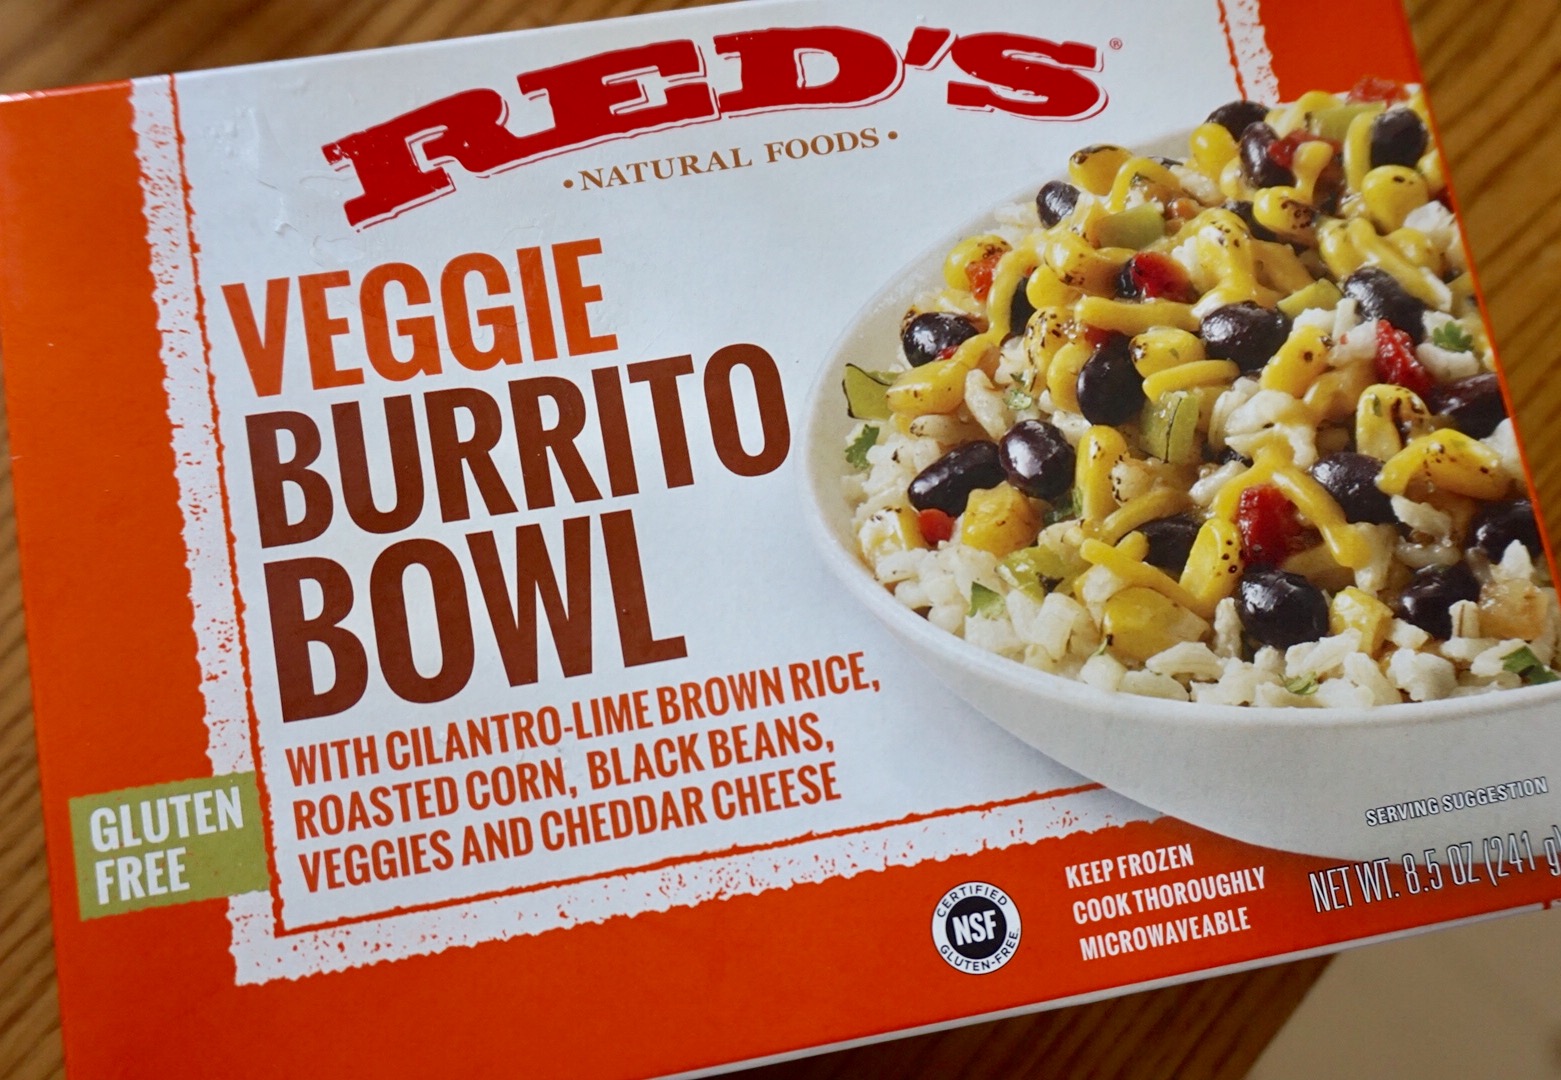 RED'S®
• NATURAL FOODS •
VEGGIE
BURRITO
BOWL
WITH CILANTRO-LIME BROWN RICE,
ROASTED CORN, BLACK BEANS,
VEGGIES AND CHEDDAR CHEESE
GLUTEN
FREE
CERTIFIED
NSF
GLUTEN-FREE
KEEP FROZEN
COOK THOROUGHLY
MICROWAVEABLE
SERVING SUGGESTION
NET WT. 8.5 OZ (241 g)